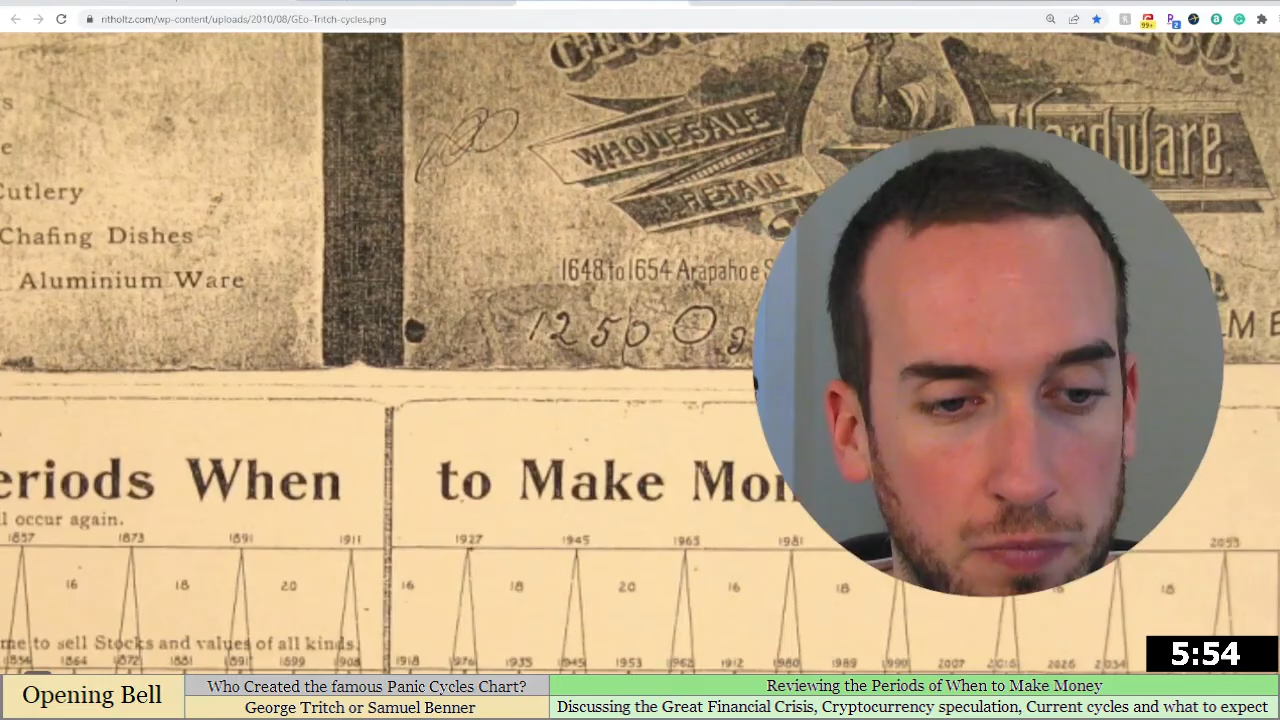 ritholtz.com/wp-content/uploads/2010/08/GEo-Tritch-cycles.png
99+
WHOLESALE
Hardware.
& RETAIL
Cutlery
Chafing Dishes
Aluminium Ware
1648 to 1654 Arapahoe
1250
eriods When to Make Mon
ll occur again.
1857 1873 1891 1911 1927 1945 1963 1981 2053
16 18 20 16 18 20 16 18 18
me to sell Stocks and values of all kinds.
1864 1872 1881 1891 1899 1908 1918 1926 1935 1945 1953 1962 1972 1980 1989 1999 2007 2016 2026 2034
5:54
Opening Bell
Who Created the famous Panic Cycles Chart?
George Tritch or Samuel Benner
Reviewing the Periods of When to Make Money
Discussing the Great Financial Crisis, Cryptocurrency speculation, Current cycles and what to expect